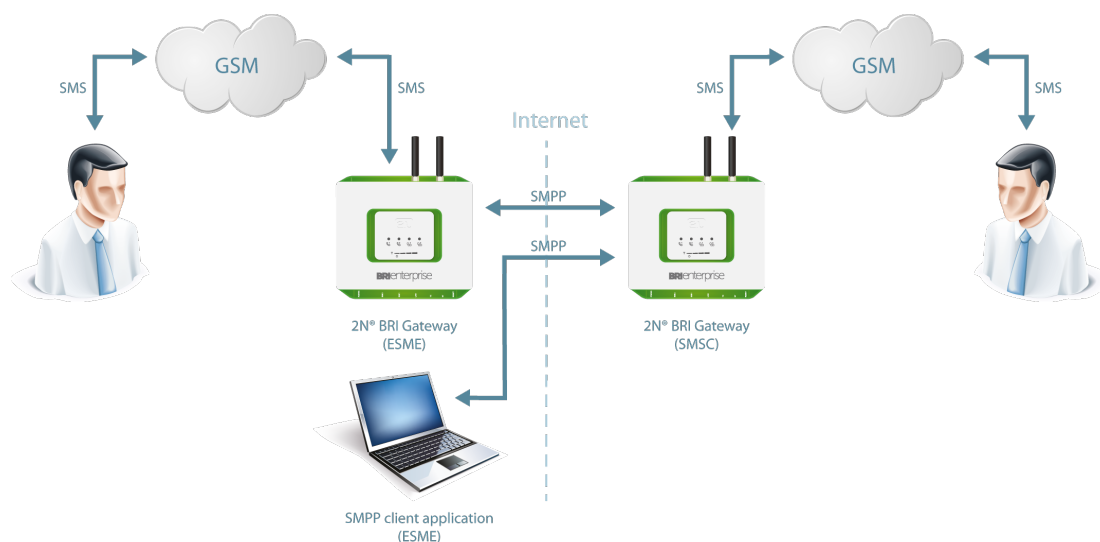 GSM
GSM
SMS
SMS
SMS
SMS
Internet
SMPP
SMPP
BRIenterprise
BRIenterprise
2N® BRI Gateway
(ESME)
2N® BRI Gateway
(SMSC)
SMPP client application
(ESME)